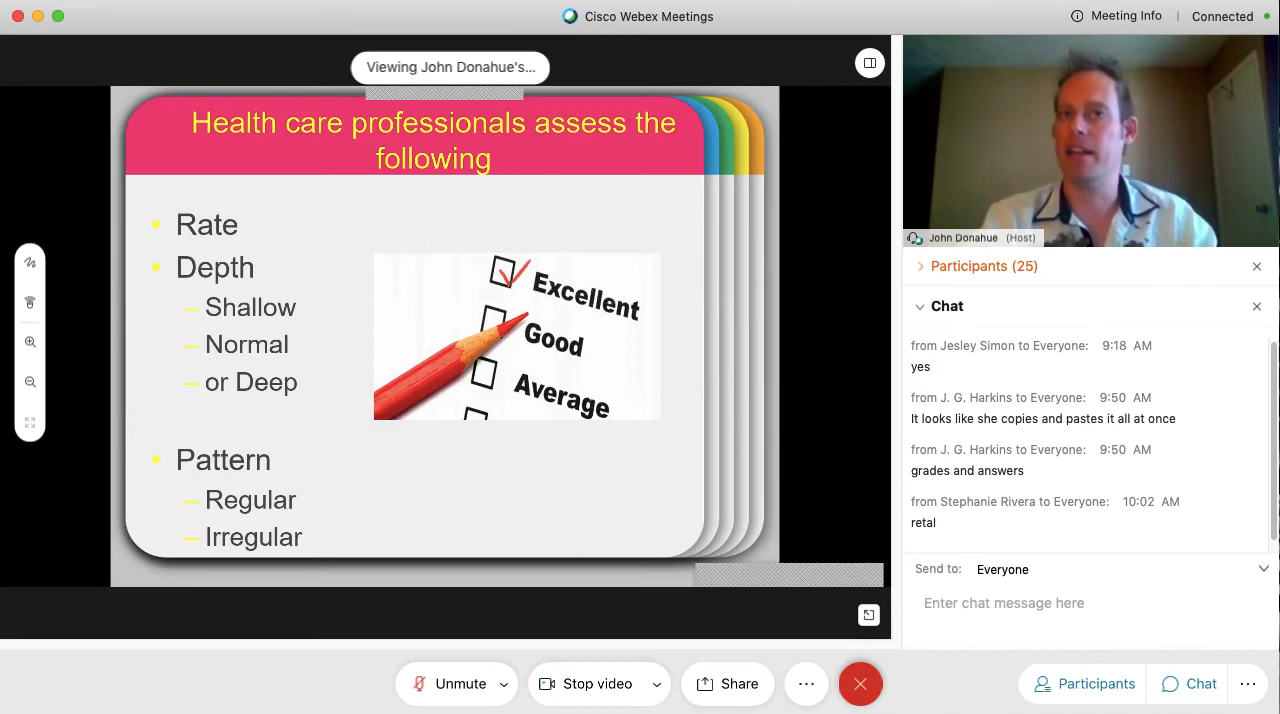 Cisco Webex Meetings
Meeting Info
Connected
Viewing John Donahue's...
Health care professionals assess the
following
• Rate
• Depth
– Shallow
– Normal
– or Deep
• Pattern
– Regular
– Irregular
Excellent
Good
Average
John Donahue (Host)
Participants (25)
Chat
from Jesley Simon to Everyone: 9:18 AM
yes
from J. G. Harkins to Everyone: 9:50 AM
It looks like she copies and pastes it all at once
from J. G. Harkins to Everyone: 9:50 AM
grades and answers
from Stephanie Rivera to Everyone: 10:02 AM
retal
Send to: Everyone
Enter chat message here
Unmute
Stop video
Share
Participants
Chat